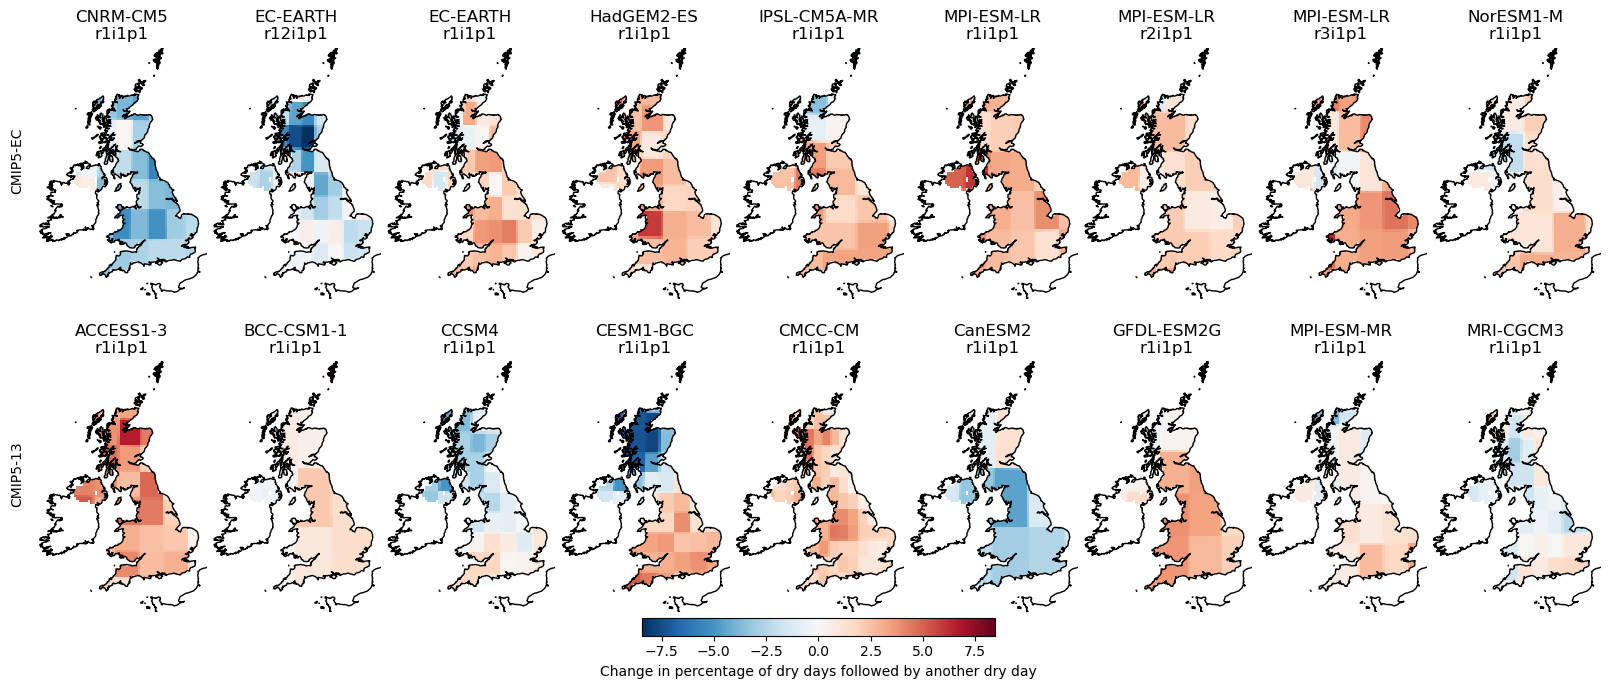 CNRM-CM5 EC-EARTH EC-EARTH HadGEM2-ES IPSL-CM5A-MR MPI-ESM-LR MPI-ESM-LR MPI-ESM-LR NorESM1-M
r1i1p1 r12i1p1 r1i1p1 r1i1p1 r1i1p1 r1i1p1 r2i1p1 r3i1p1 r1i1p1
CMIP5-EC
ACCESS1-3 BCC-CSM1-1 CCSM4 CESM1-BGC CMCC-CM CanESM2 GFDL-ESM2G MPI-ESM-MR MRI-CGCM3
r1i1p1 r1i1p1 r1i1p1 r1i1p1 r1i1p1 r1i1p1 r1i1p1 r1i1p1 r1i1p1
CMIP5-13
−7.5 −5.0 −2.5 0.0 2.5 5.0 7.5
Change in percentage of dry days followed by another dry day